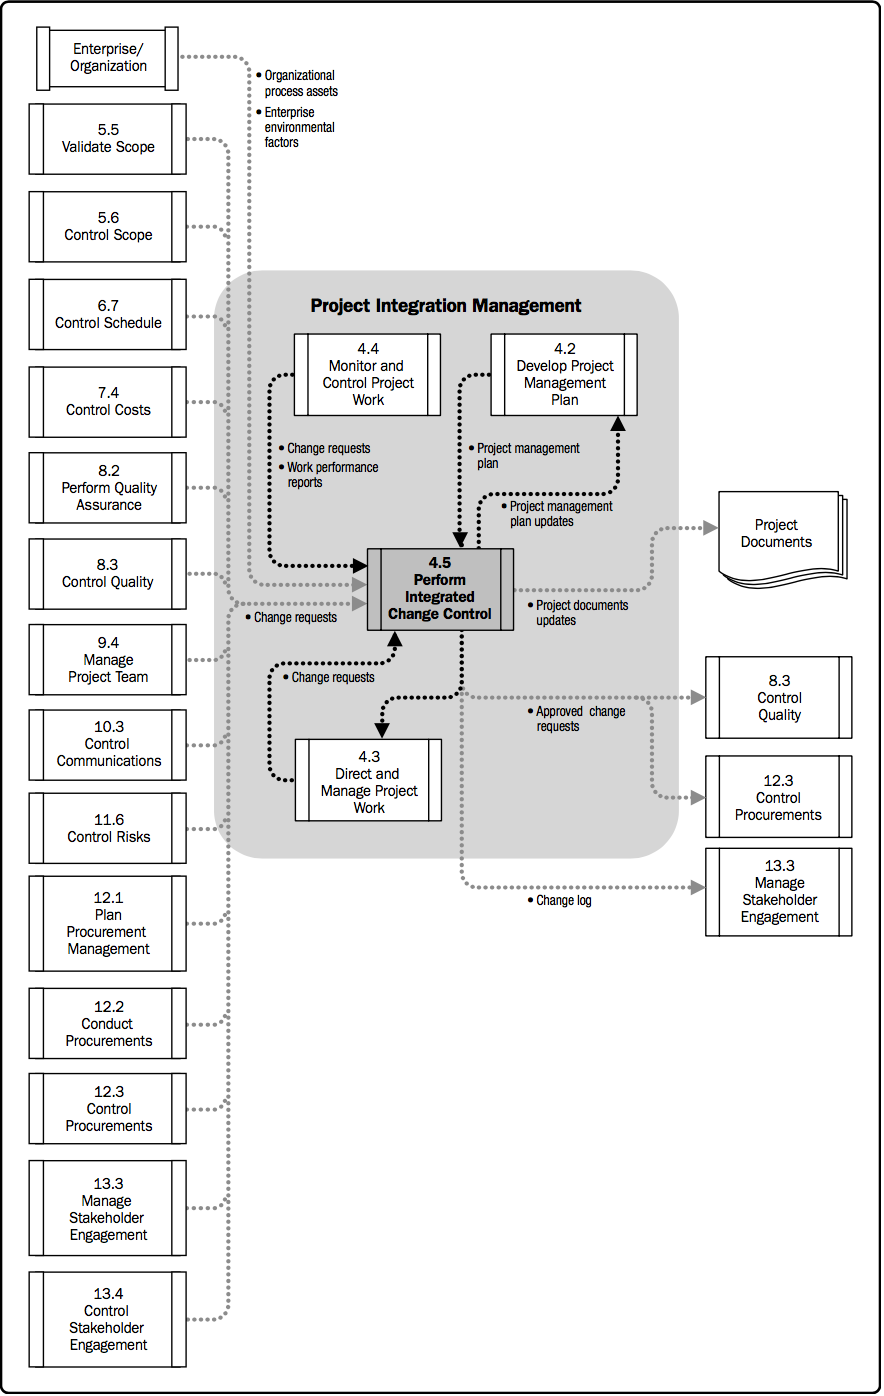 Enterprise/
Organization
• Organizational
process assets
• Enterprise
environmental
factors
5.5
Validate Scope
5.6
Control Scope
6.7
Control Schedule
7.4
Control Costs
8.2
Perform Quality
Assurance
8.3
Control Quality
9.4
Manage
Project Team
10.3
Control
Communications
11.6
Control Risks
12.1
Plan
Procurement
Management
12.2
Conduct
Procurements
12.3
Control
Procurements
13.3
Manage
Stakeholder
Engagement
13.4
Control
Stakeholder
Engagement
Project Integration Management
4.4
Monitor and
Control Project
Work
4.2
Develop Project
Management
Plan
• Change requests
• Work performance
reports
• Project management
plan
• Project management
plan updates
4.5
Perform
Integrated
Change Control
• Change requests
• Project documents
updates
• Change requests
• Approved change
requests
4.3
Direct and
Manage Project
Work
• Change log
Project
Documents
8.3
Control
Quality
12.3
Control
Procurements
13.3
Manage
Stakeholder
Engagement